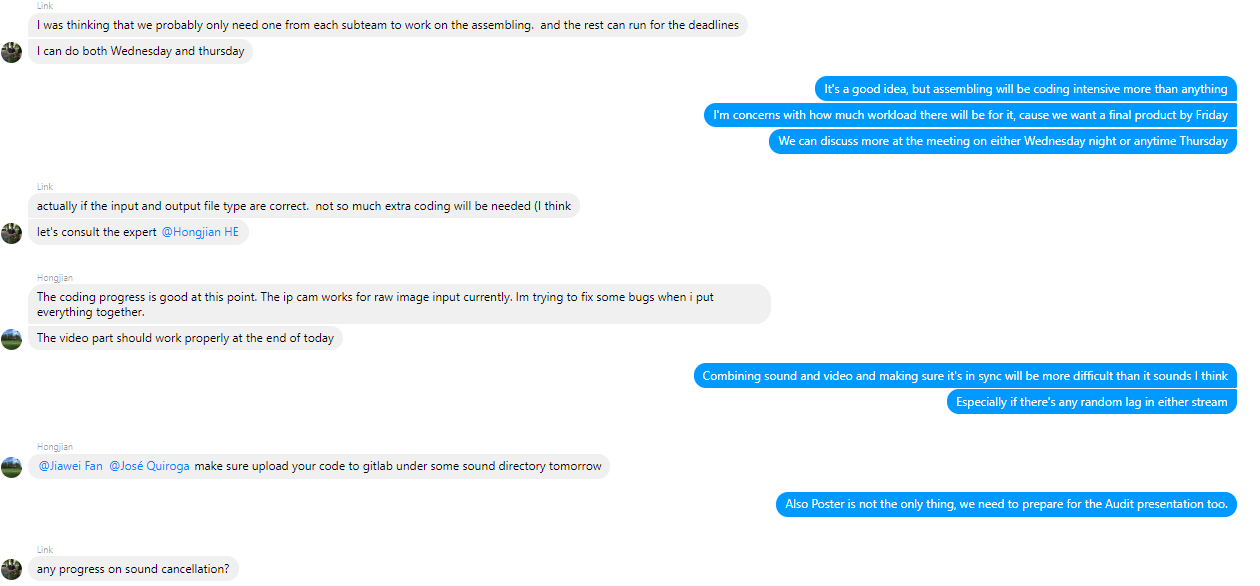 Link
I was thinking that we probably only need one from each subteam to work on the assembling.  and the rest can run for the deadlines
I can do both Wednesday and thursday
It's a good idea, but assembling will be coding intensive more than anything
I'm concerns with how much workload there will be for it, cause we want a final product by Friday
We can discuss more at the meeting on either Wednesday night or anytime Thursday
Link
actually if the input and output file type are correct.  not so much extra coding will be needed (I think
let's consult the expert @Hongjian HE
Hongjian
The coding progress is good at this point. The ip cam works for raw image input currently. Im trying to fix some bugs when i put
everything together.
The video part should work properly at the end of today
Combining sound and video and making sure it's in sync will be more difficult than it sounds I think
Especially if there's any random lag in either stream
Hongjian
@Jiawei Fan @José Quiroga make sure upload your code to gitlab under some sound directory tomorrow
Also Poster is not the only thing, we need to prepare for the Audit presentation too.
Link
any progress on sound cancellation?